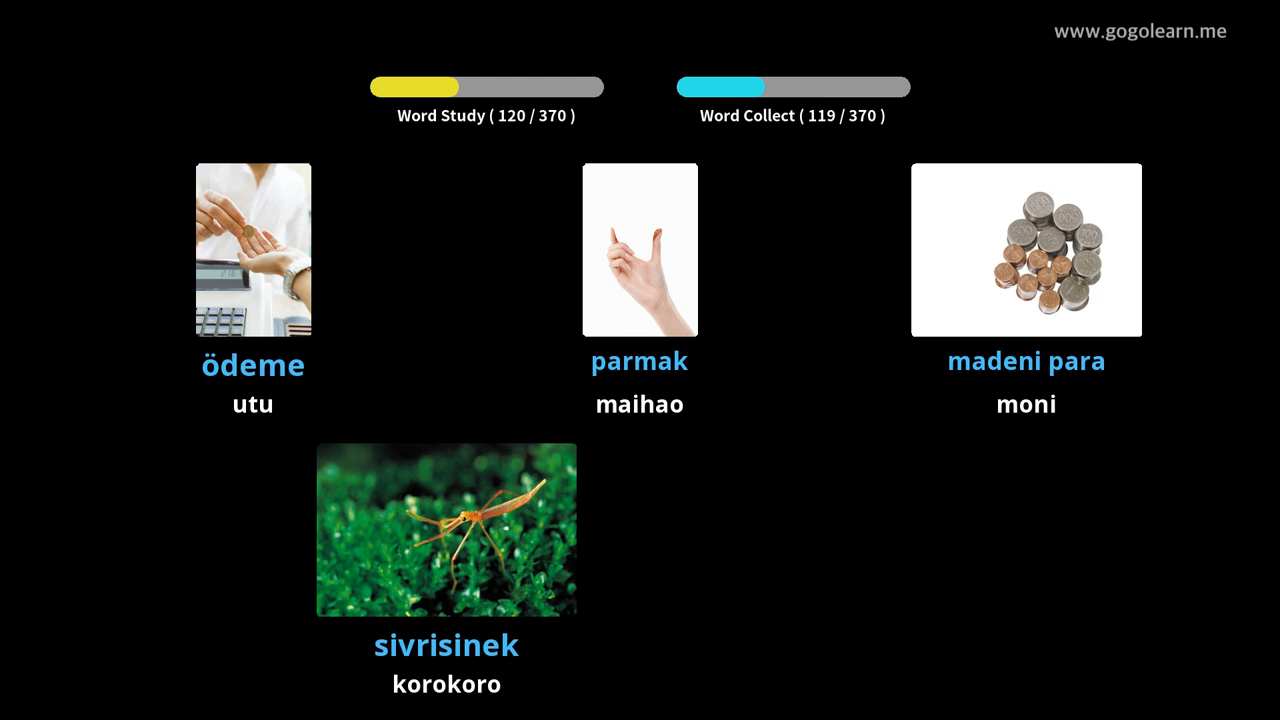 www.gogolearn.me
Word Study ( 120 / 370 )
Word Collect ( 119 / 370 )
ödeme
utu
parmak
maihao
madeni para
moni
sivrisinek
korokoro